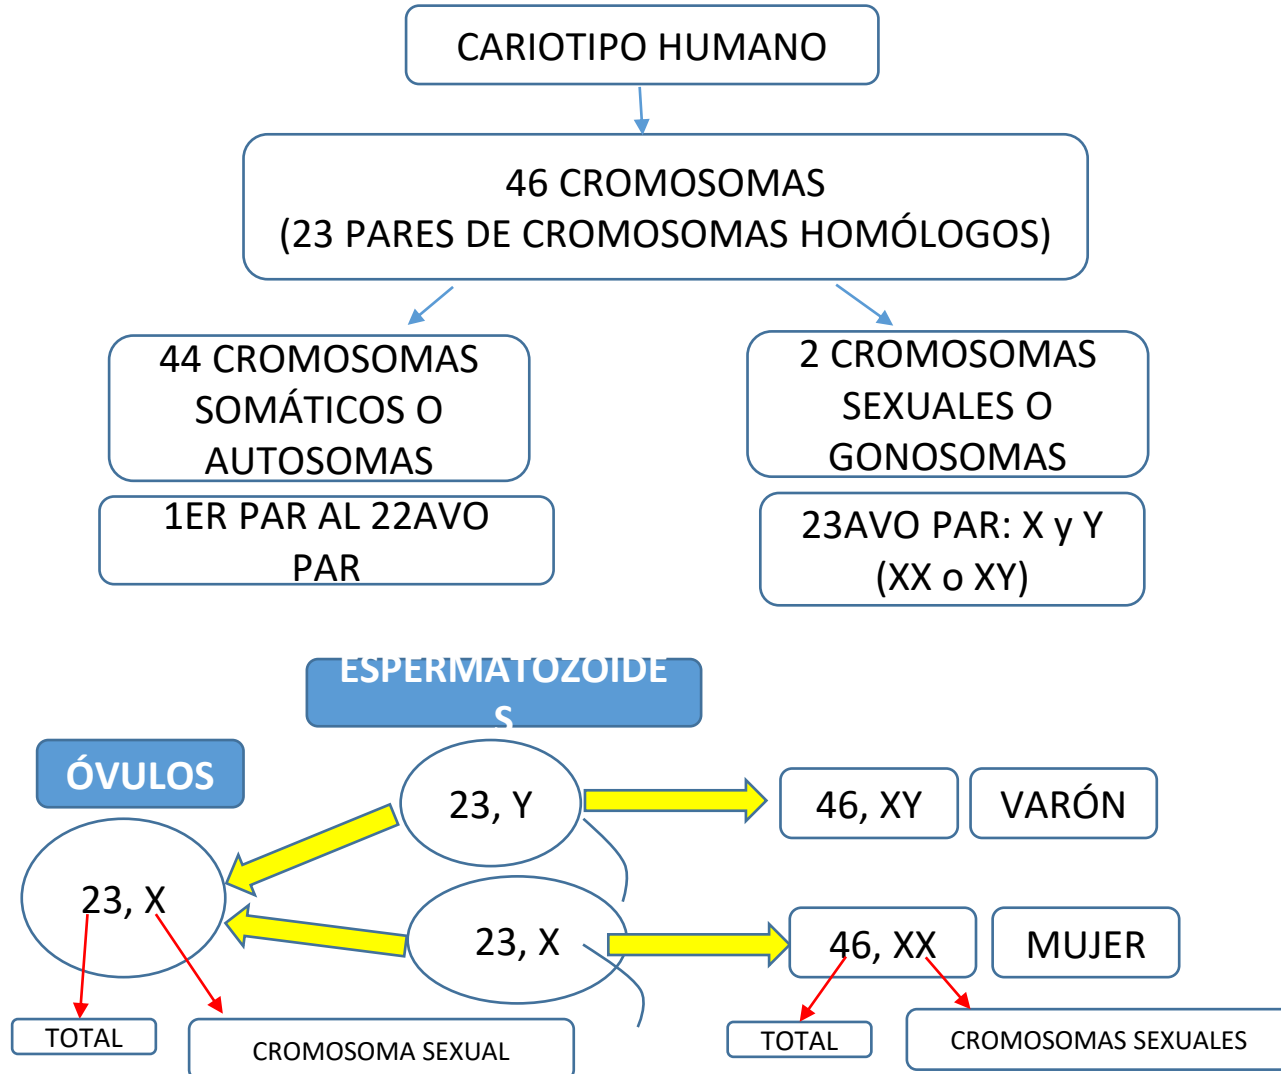 CARIOTIPO HUMANO
46 CROMOSOMAS
(23 PARES DE CROMOSOMAS HOMÓLOGOS)
44 CROMOSOMAS
SOMÁTICOS O
AUTOSOMAS
1ER PAR AL 22AVO
PAR
2 CROMOSOMAS
SEXUALES O
GONOSOMAS
23AVO PAR: X y Y
(XX o XY)
ESPERMATOZOIDE
S
ÓVULOS
23, Y
46, XY
VARÓN
23, X
23, X
46, XX
MUJER
TOTAL
CROMOSOMA SEXUAL
TOTAL
CROMOSOMAS SEXUALES